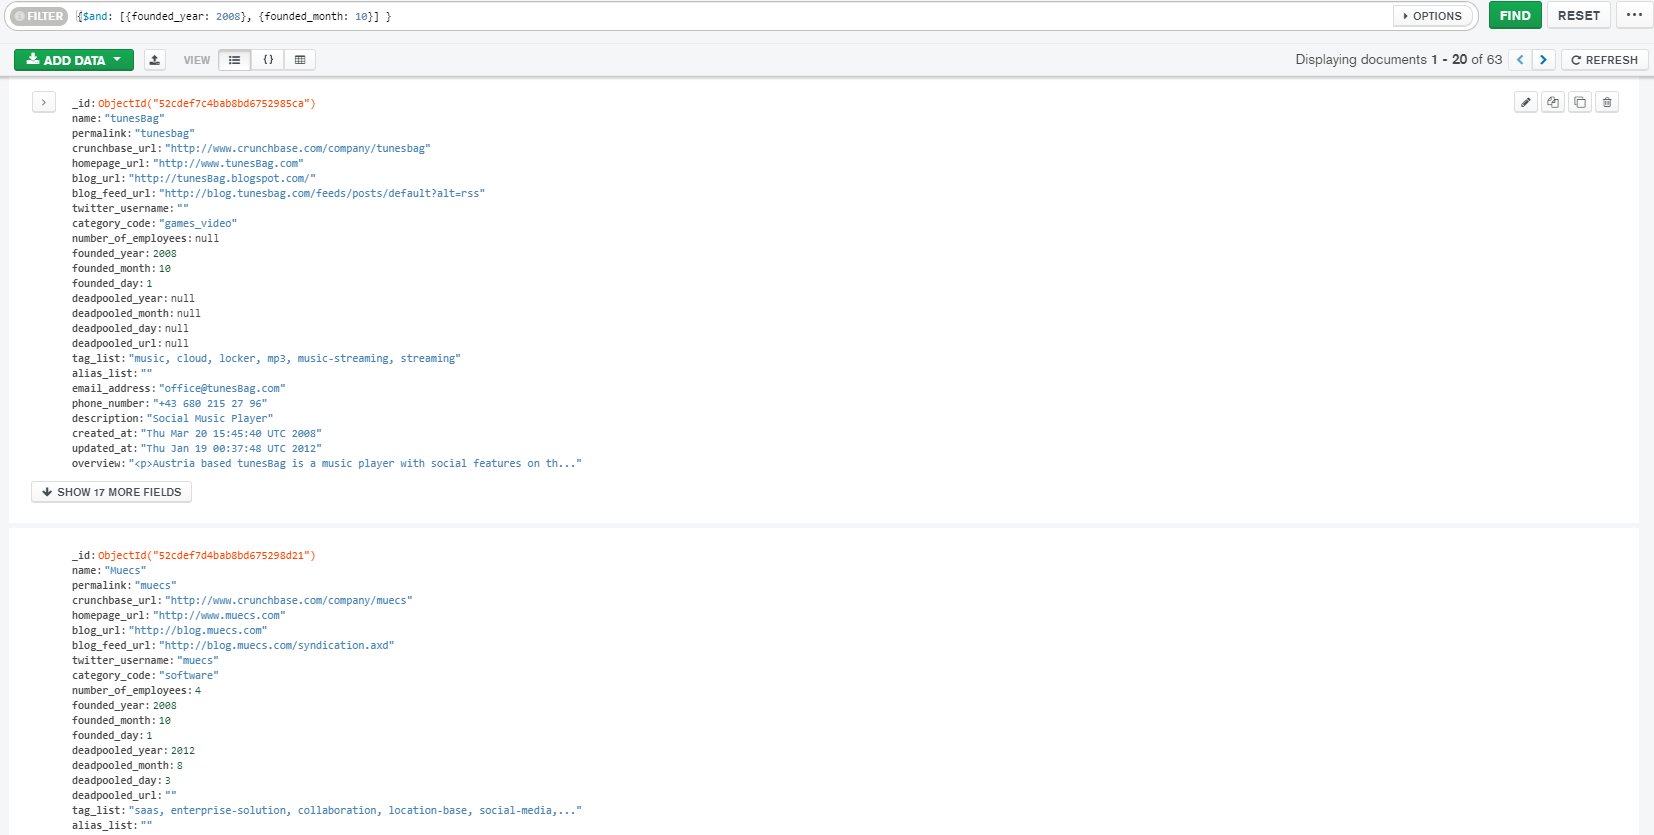 FILTER {$and: [{founded_year: 2008}, {founded_month: 10}] } OPTIONS FIND RESET ...
ADD DATA VIEW {} Displaying documents 1 - 20 of 63 < > REFRESH
_id: ObjectId("52cdef7c4bab8bd6752985ca")
name: "tunesBag"
permalink: "tunesbag"
crunchbase_url: "http://www.crunchbase.com/company/tunesbag"
homepage_url: "http://www.tunesBag.com"
blog_url: "http://tunesBag.blogspot.com/"
blog_feed_url: "http://blog.tunesbag.com/feeds/posts/default?alt=rss"
twitter_username: ""
category_code: "games_video"
number_of_employees: null
founded_year: 2008
founded_month: 10
founded_day: 1
deadpooled_year: null
deadpooled_month: null
deadpooled_day: null
deadpooled_url: null
tag_list: "music, cloud, locker, mp3, music-streaming, streaming"
alias_list: ""
email_address: "office@tunesBag.com"
phone_number: "+43 680 215 27 96"
description: "Social Music Player"
created_at: "Thu Mar 20 15:45:40 UTC 2008"
updated_at: "Thu Jan 19 00:37:48 UTC 2012"
overview: "<p>Austria based tunesBag is a music player with social features on th..."
SHOW 17 MORE FIELDS
_id: ObjectId("52cdef7d4bab8bd675298d21")
name: "Muecs"
permalink: "muecs"
crunchbase_url: "http://www.crunchbase.com/company/muecs"
homepage_url: "http://www.muecs.com"
blog_url: "http://blog.muecs.com"
blog_feed_url: "http://blog.muecs.com/syndication.axd"
twitter_username: "muecs"
category_code: "software"
number_of_employees: 4
founded_year: 2008
founded_month: 10
founded_day: 1
deadpooled_year: 2012
deadpooled_month: 8
deadpooled_day: 3
deadpooled_url: ""
tag_list: "saas, enterprise-solution, collaboration, location-base, social-media,..."
alias_list: ""